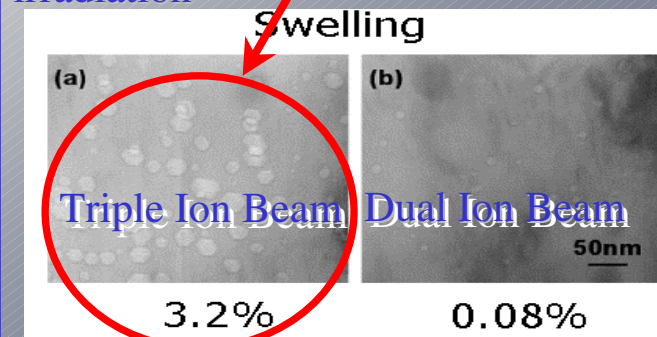 irradiation
Swelling
(a) (b)
Triple Ion Beam Dual Ion Beam
50nm
3.2% 0.08%